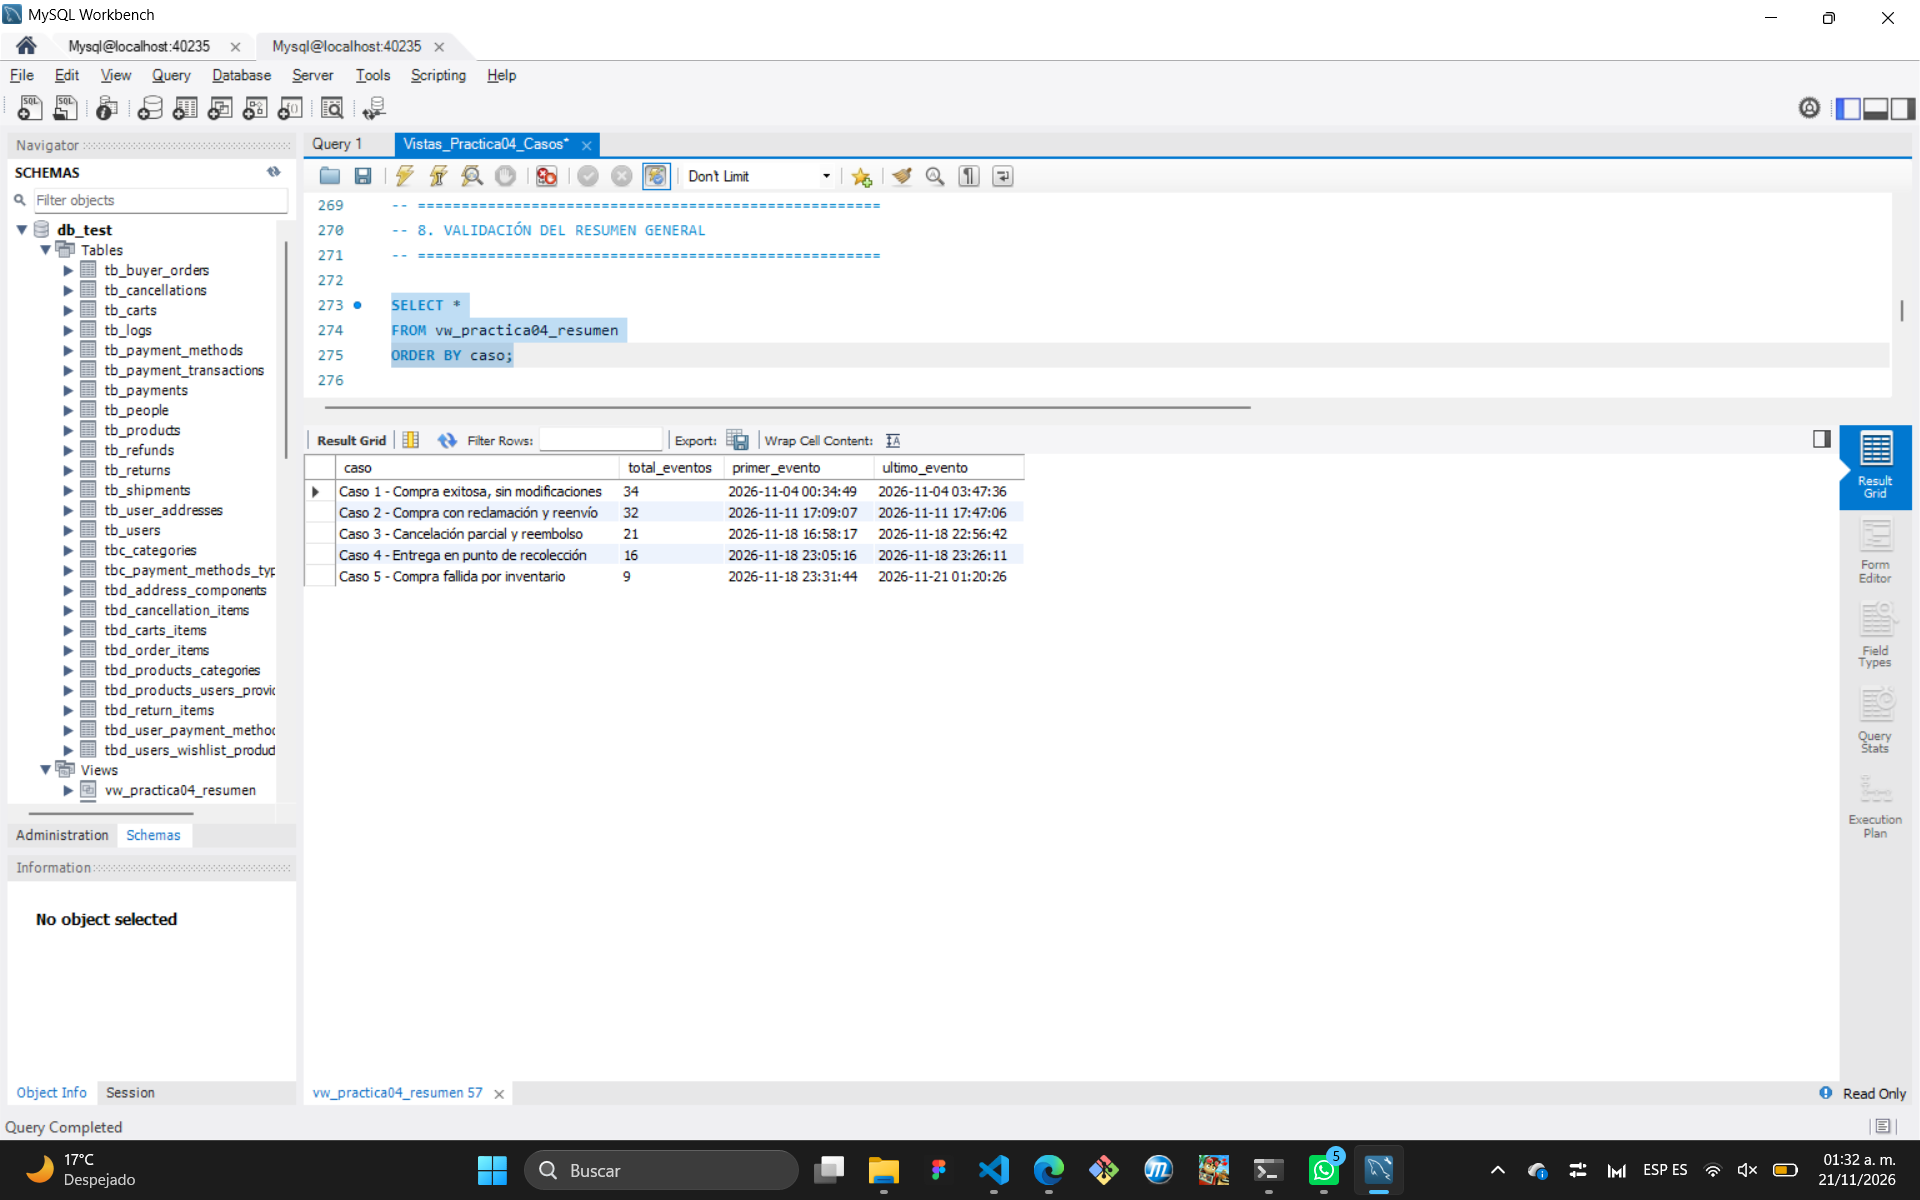 MySQL Workbench
Mysql@localhost:40235
Mysql@localhost:40235
File Edit View Query Database Server Tools Scripting Help
Navigator
SCHEMAS
Filter objects
db_test
Tables
tb_buyer_orders
tb_cancellations
tb_carts
tb_logs
tb_payment_methods
tb_payment_transactions
tb_payments
tb_people
tb_products
tb_refunds
tb_returns
tb_shipments
tb_user_addresses
tb_users
tbc_categories
tbc_payment_methods_typ
tbd_address_components
tbd_cancellation_items
tbd_carts_items
tbd_order_items
tbd_products_categories
tbd_products_users_provid
tbd_return_items
tbd_user_payment_method
tbd_users_wishlist_product
Views
vw_practica04_resumen
Administration Schemas
Information
No object selected
Object Info Session
Query Completed
Query 1
Vistas_Practica04_Casos*
Don't Limit
269 -- =====================================================
270 -- 8. VALIDACIÓN DEL RESUMEN GENERAL
271 -- =====================================================
272
273 SELECT *
274 FROM vw_practica04_resumen
275 ORDER BY caso;
276
Result Grid Filter Rows: Export: Wrap Cell Content:
caso total_eventos primer_evento ultimo_evento
Caso 1 - Compra exitosa, sin modificaciones 34 2026-11-04 00:34:49 2026-11-04 03:47:36
Caso 2 - Compra con reclamación y reenvío 32 2026-11-11 17:09:07 2026-11-11 17:47:06
Caso 3 - Cancelación parcial y reembolso 21 2026-11-18 16:58:17 2026-11-18 22:56:42
Caso 4 - Entrega en punto de recolección 16 2026-11-18 23:05:16 2026-11-18 23:26:11
Caso 5 - Compra fallida por inventario 9 2026-11-18 23:31:44 2026-11-21 01:20:26
Result
Grid
Form
Editor
Field
Types
Query
Stats
Execution
Plan
vw_practica04_resumen 57
Read Only
17°C
Despejado
Buscar
5
ESP ES
01:32 a. m.
21/11/2026